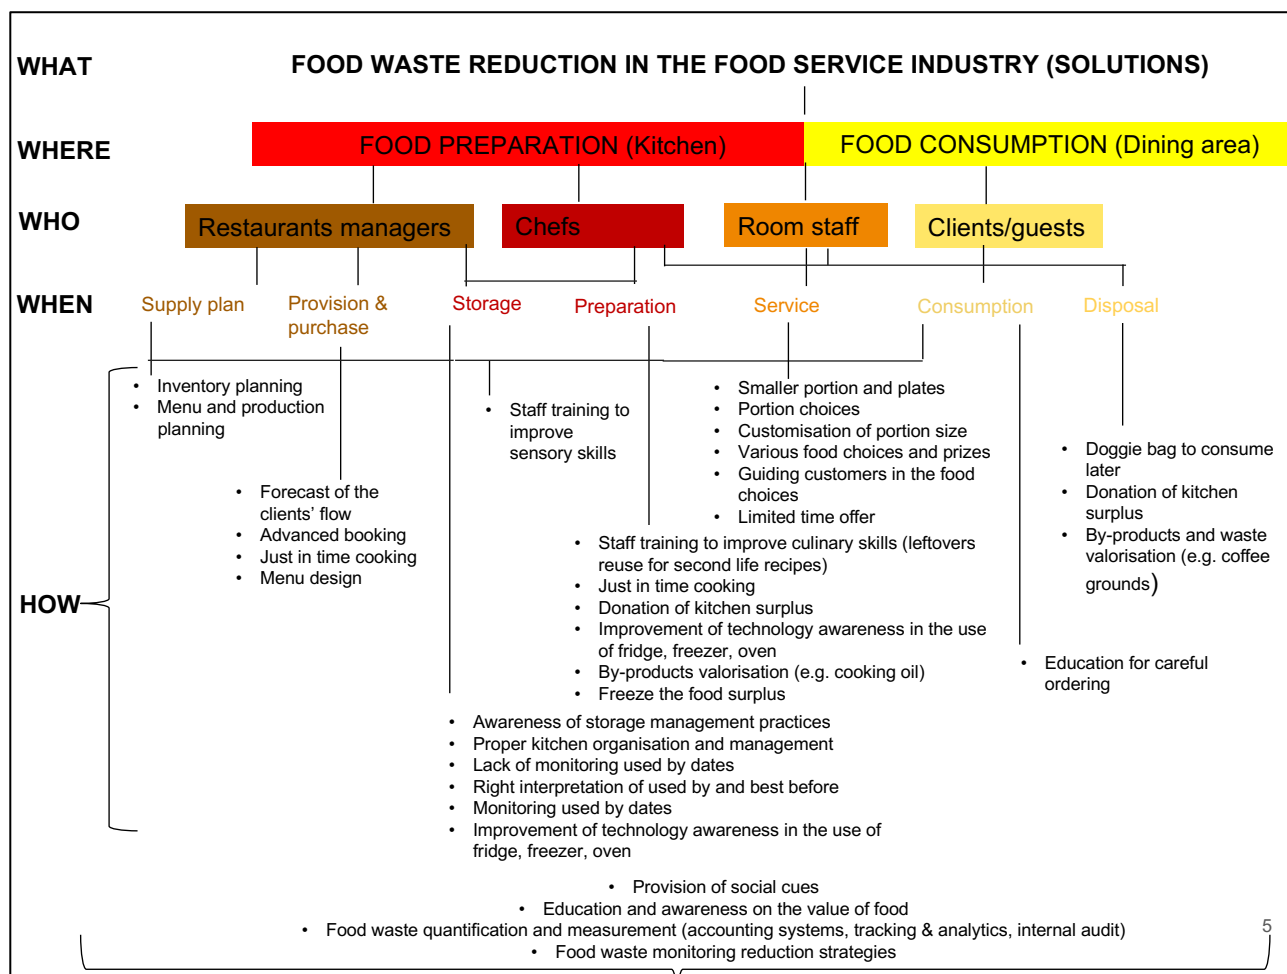 WHAT
FOOD WASTE REDUCTION IN THE FOOD SERVICE INDUSTRY (SOLUTIONS)
WHERE
FOOD PREPARATION (Kitchen)
FOOD CONSUMPTION (Dining area)
WHO
Restaurants managers
Chefs
Room staff
Clients/guests
WHEN
Supply plan
Provision &
purchase
Storage
Preparation
Service
Consumption
Disposal
HOW
• Inventory planning
• Menu and production
planning
• Forecast of the
clients’ flow
• Advanced booking
• Just in time cooking
• Menu design
• Staff training to
improve
sensory skills
• Smaller portion and plates
• Portion choices
• Customisation of portion size
• Various food choices and prizes
• Guiding customers in the food
choices
• Limited time offer
• Doggie bag to consume
later
• Donation of kitchen
surplus
• By-products and waste
valorisation (e.g. coffee
grounds)
• Staff training to improve culinary skills (leftovers
reuse for second life recipes)
• Just in time cooking
• Donation of kitchen surplus
• Improvement of technology awareness in the use
of fridge, freezer, oven
• By-products valorisation (e.g. cooking oil)
• Freeze the food surplus
• Education for careful
ordering
• Awareness of storage management practices
• Proper kitchen organisation and management
• Lack of monitoring used by dates
• Right interpretation of used by and best before
• Monitoring used by dates
• Improvement of technology awareness in the use of
fridge, freezer, oven
• Provision of social cues
• Education and awareness on the value of food
• Food waste quantification and measurement (accounting systems, tracking & analytics, internal audit)
• Food waste monitoring reduction strategies
5